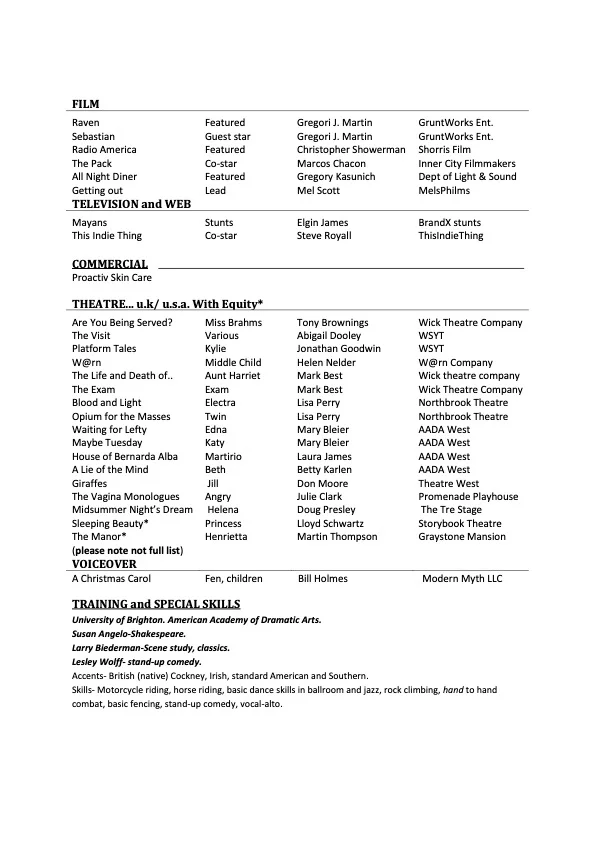 FILM
Raven Featured Gregori J. Martin GruntWorks Ent.
Sebastian Guest star Gregori J. Martin GruntWorks Ent.
Radio America Featured Christopher Showerman Shorris Film
The Pack Co-star Marcos Chacon Inner City Filmmakers
All Night Diner Featured Gregory Kasunich Dept of Light & Sound
Getting out Lead Mel Scott MelsPhilms
TELEVISION and WEB
Mayans Stunts Elgin James BrandX stunts
This Indie Thing Co-star Steve Royall ThisIndieThing
COMMERCIAL
Proactiv Skin Care
THEATRE... u.k/ u.s.a. With Equity*
Are You Being Served? Miss Brahms Tony Brownings Wick Theatre Company
The Visit Various Abigail Dooley WSYT
Platform Tales Kylie Jonathan Goodwin WSYT
W@rn Middle Child Helen Nelder W@rn Company
The Life and Death of.. Aunt Harriet Mark Best Wick theatre company
The Exam Exam Mark Best Wick Theatre Company
Blood and Light Electra Lisa Perry Northbrook Theatre
Opium for the Masses Twin Lisa Perry Northbrook Theatre
Waiting for Lefty Edna Mary Bleier AADA West
Maybe Tuesday Katy Mary Bleier AADA West
House of Bernarda Alba Martirio Laura James AADA West
A Lie of the Mind Beth Betty Karlen AADA West
Giraffes Jill Don Moore Theatre West
The Vagina Monologues Angry Julie Clark Promenade Playhouse
Midsummer Night's Dream Helena Doug Presley The Tre Stage
Sleeping Beauty* Princess Lloyd Schwartz Storybook Theatre
The Manor* Henrietta Martin Thompson Graystone Mansion
(please note not full list)
VOICEOVER
A Christmas Carol Fen, children Bill Holmes Modern Myth LLC
TRAINING and SPECIAL SKILLS
University of Brighton. American Academy of Dramatic Arts.
Susan Angelo-Shakespeare.
Larry Biederman-Scene study, classics.
Lesley Wolff- stand-up comedy.
Accents- British (native) Cockney, Irish, standard American and Southern.
Skills- Motorcycle riding, horse riding, basic dance skills in ballroom and jazz, rock climbing, hand to hand
combat, basic fencing, stand-up comedy, vocal-alto.